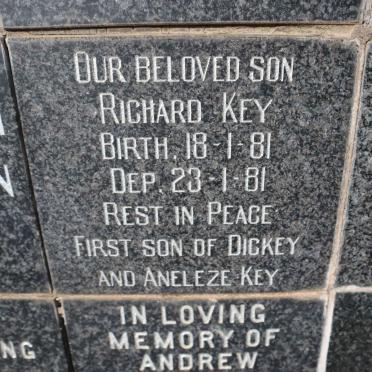 OUR BELOVED SON
RICHARD KEY
BIRTH. 18-1-81
DEP. 23-1-81
REST IN PEACE
FIRST SON OF DICKEY
AND ANELEZE KEY
IN LOVING
MEMORY OF
ANDREW
NG
N